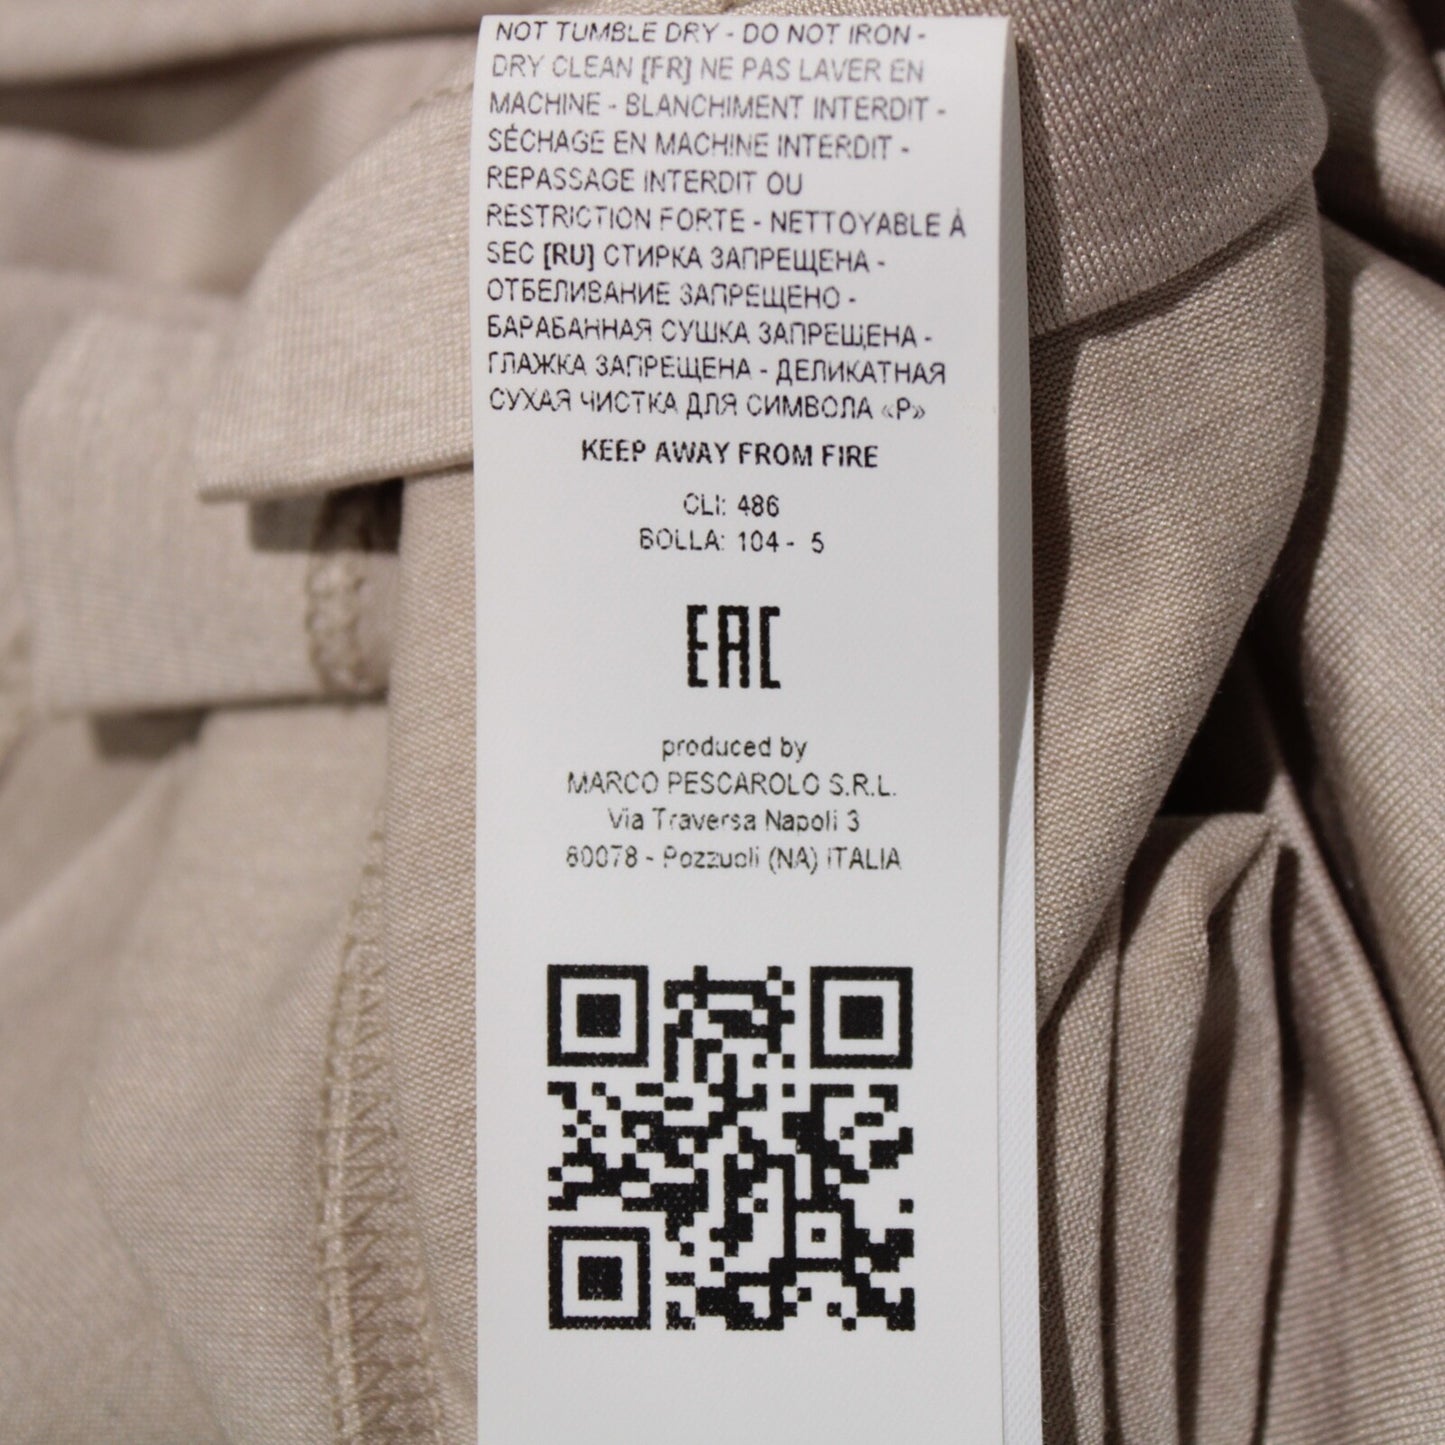 NOT TUMBLE DRY - DO NOT IRON -
DRY CLEAN [FR] NE PAS LAVER EN
MACHINE - BLANCHIMENT INTERDIT -
SÉCHAGE EN MACHINE INTERDIT -
REPASSAGE INTERDIT OU
RESTRICTION FORTE - NETTOYABLE À
SEC [RU] СТИРКА ЗАПРЕЩЕНА -
ОТБЕЛИВАНИЕ ЗАПРЕЩЕНО -
БАРАБАННАЯ СУШКА ЗАПРЕЩЕНА -
ГЛАЖКА ЗАПРЕЩЕНА - ДЕЛИКАТНАЯ
СУХАЯ ЧИСТКА ДЛЯ СИМВОЛА «P»
KEEP AWAY FROM FIRE
CLI: 486
BOLLA: 104 - 5
EAC
produced by
MARCO PESCAROLO S.R.L.
Via Traversa Napoli 3
80078 - Pozzuoli (NA) ITALIA